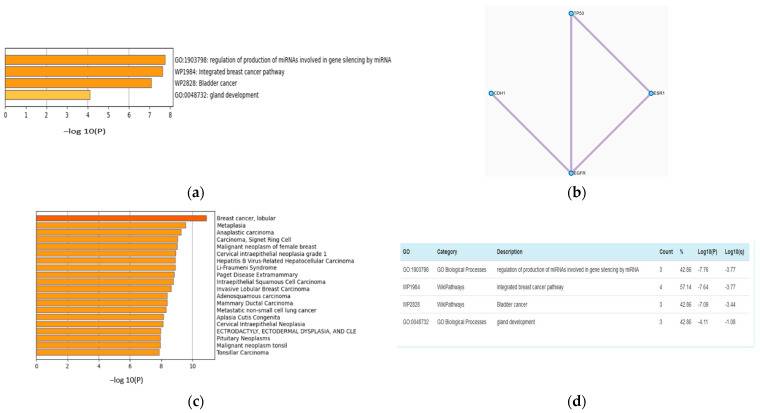 (a)
GO:1903798: regulation of production of miRNAs involved in gene silencing by miRNA
WP1984: Integrated breast cancer pathway
WP2828: Bladder cancer
GO:0048732: gland development
0 1 2 3 4 5 6 7 8
−log 10(P)
TP53
CDH1
ESR1
EGFR
(b)
Breast cancer, lobular
Metaplasia
Anaplastic carcinoma
Carcinoma, Signet Ring Cell
Malignant neoplasm of female breast
Cervical intraepithelial neoplasia grade 1
Hepatitis B Virus-Related Hepatocellular Carcinoma
Li-Fraumeni Syndrome
Paget Disease Extramammary
Intraepithelial Squamous Cell Carcinoma
Invasive Lobular Breast Carcinoma
Adenosquamous carcinoma
Mammary Ductal Carcinoma
Metastatic non-small cell lung cancer
Aplasia Cutis Congenita
Cervical Intraepithelial Neoplasia
ECTRODACTYLY, ECTODERMAL DYSPLASIA, AND CLE
Pituitary Neoplasms
Malignant neoplasm tonsil
Tonsillar Carcinoma
0 2 4 6 8 10
−log 10(P)
(c)
GO Category Description Count % Log10(P) Log10(q)
GO:1903798 GO Biological Processes regulation of production of miRNAs involved in gene silencing by miRNA 3 42.86 -7.76 -3.77
WP1984 WikiPathways Integrated breast cancer pathway 4 57.14 -7.64 -3.77
WP2828 WikiPathways Bladder cancer 3 42.86 -7.09 -3.44
GO:0048732 GO Biological Processes gland development 3 42.86 -4.11 -1.08
(d)